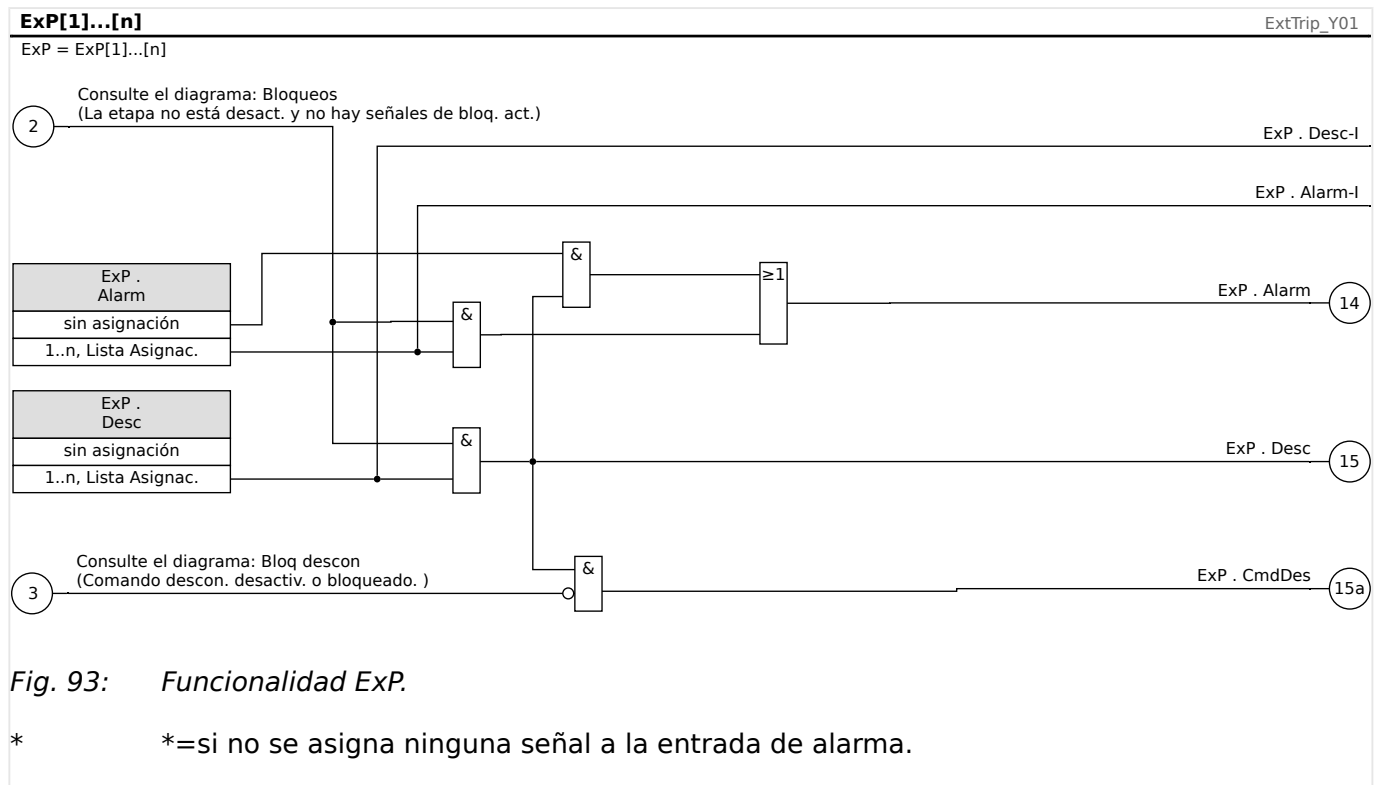 ExP[1]...[n]
ExtTrip_Y01
ExP = ExP[1]...[n]
Consulte el diagrama: Bloqueos
(La etapa no está desact. y no hay señales de bloq. act.)
2
ExP . Desc-I
ExP . Alarm-I
&
ExP .
Alarm
≥1
sin asignación
&
ExP . Alarm
14
1..n, Lista Asignac.
ExP .
Desc
&
sin asignación
ExP . Desc
15
1..n, Lista Asignac.
Consulte el diagrama: Bloq descon
(Comando descon. desactiv. o bloqueado. )
3
&
ExP . CmdDes
15a
Fig. 93: Funcionalidad ExP.
* *=si no se asigna ninguna señal a la entrada de alarma.